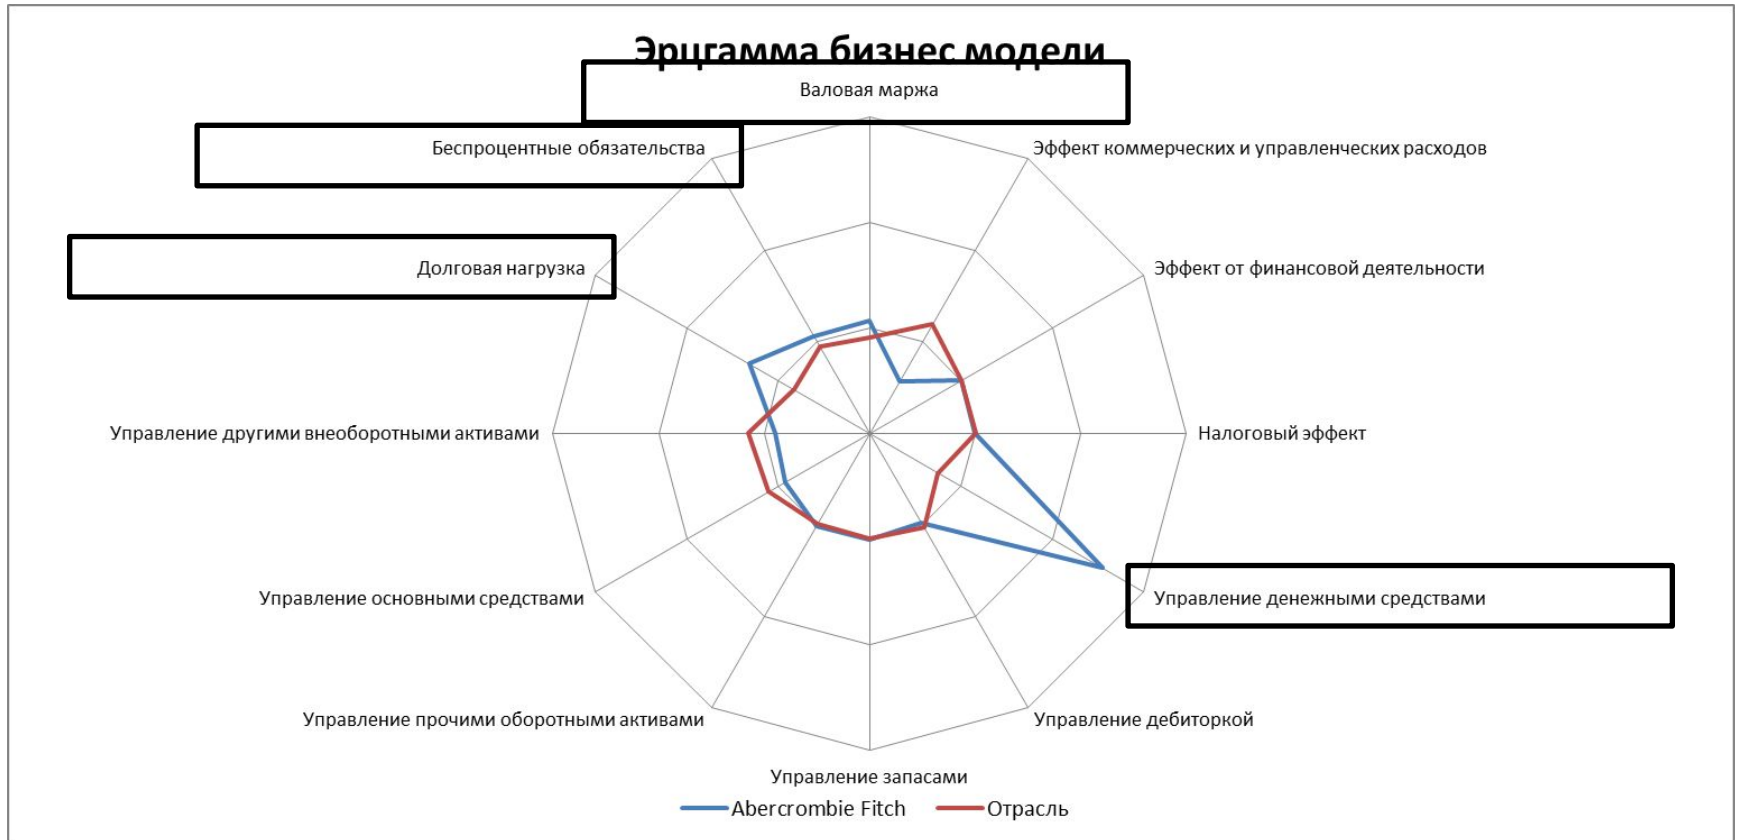 Эрцгамма бизнес модели
Валовая маржа
Беспроцентные обязательства
Эффект коммерческих и управленческих расходов
Долговая нагрузка
Эффект от финансовой деятельности
Управление другими внеоборотными активами
Налоговый эффект
Управление основными средствами
Управление денежными средствами
Управление прочими оборотными активами
Управление дебиторкой
Управление запасами
Abercrombie Fitch
Отрасль